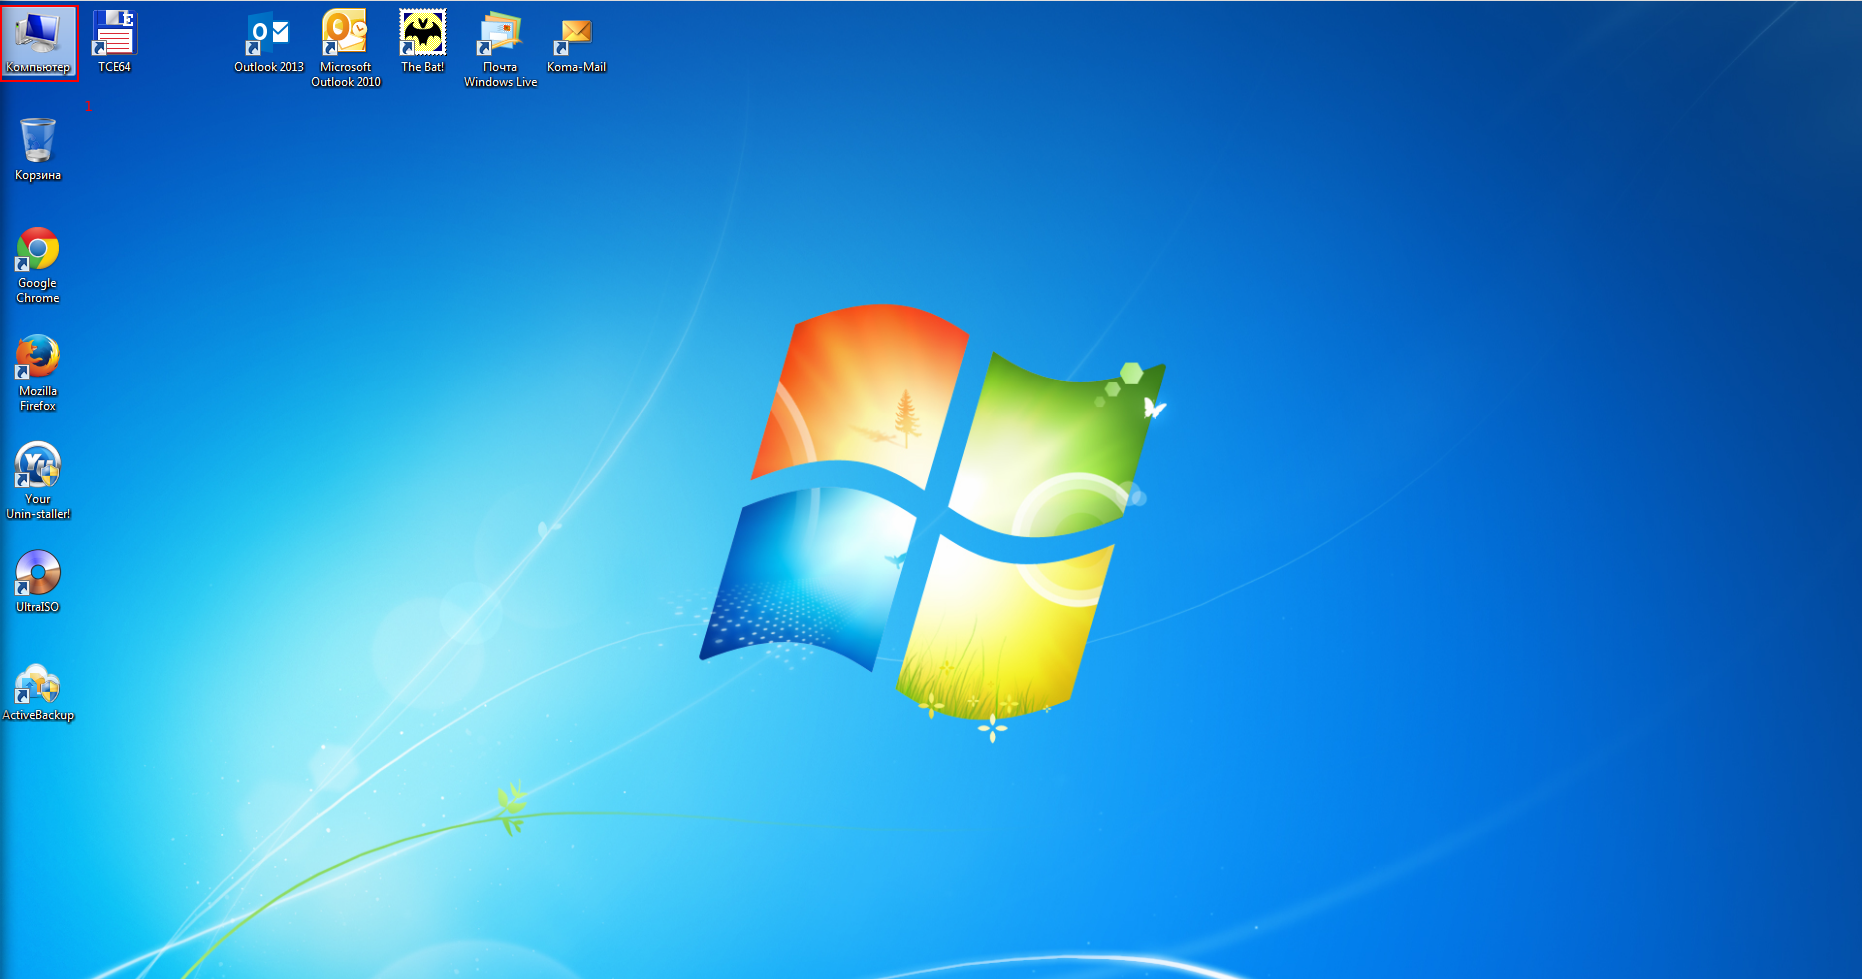 Компьютер
TCE64
Outlook 2013
Microsoft
Outlook 2010
The Bat!
Почта
Windows Live
Koma-Mail
1
Корзина
Google
Chrome
Mozilla
Firefox
Your
Unin-staller!
UltraISO
ActiveBackup